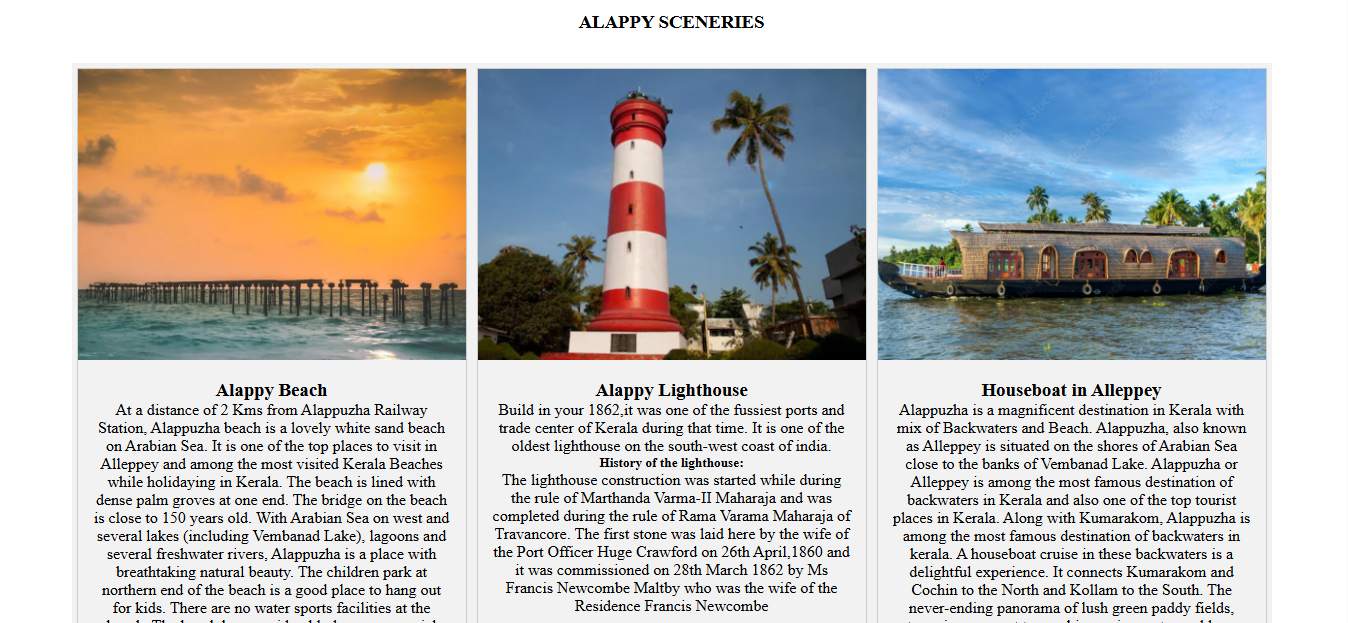 ALAPPY SCENERIES
Alappy Beach
At a distance of 2 Kms from Alappuzha Railway
Station, Alappuzha beach is a lovely white sand beach
on Arabian Sea. It is one of the top places to visit in
Alleppey and among the most visited Kerala Beaches
while holidaying in Kerala. The beach is lined with
dense palm groves at one end. The bridge on the beach
is close to 150 years old. With Arabian Sea on west and
several lakes (including Vembanad Lake), lagoons and
several freshwater rivers, Alappuzha is a place with
breathtaking natural beauty. The children park at
northern end of the beach is a good place to hang out
for kids. There are no water sports facilities at the
Alappy Lighthouse
Build in your 1862,it was one of the fussiest ports and
trade center of Kerala during that time. It is one of the
oldest lighthouse on the south-west coast of india.
History of the lighthouse:
The lighthouse construction was started while during
the rule of Marthanda Varma-II Maharaja and was
completed during the rule of Rama Varama Maharaja of
Travancore. The first stone was laid here by the wife of
the Port Officer Huge Crawford on 26th April,1860 and
it was commissioned on 28th March 1862 by Ms
Francis Newcombe Maltby who was the wife of the
Residence Francis Newcombe
Houseboat in Alleppey
Alappuzha is a magnificent destination in Kerala with
mix of Backwaters and Beach. Alappuzha, also known
as Alleppey is situated on the shores of Arabian Sea
close to the banks of Vembanad Lake. Alappuzha or
Alleppey is among the most famous destination of
backwaters in Kerala and also one of the top tourist
places in Kerala. Along with Kumarakom, Alappuzha is
among the most famous destination of backwaters in
kerala. A houseboat cruise in these backwaters is a
delightful experience. It connects Kumarakom and
Cochin to the North and Kollam to the South. The
never-ending panorama of lush green paddy fields,